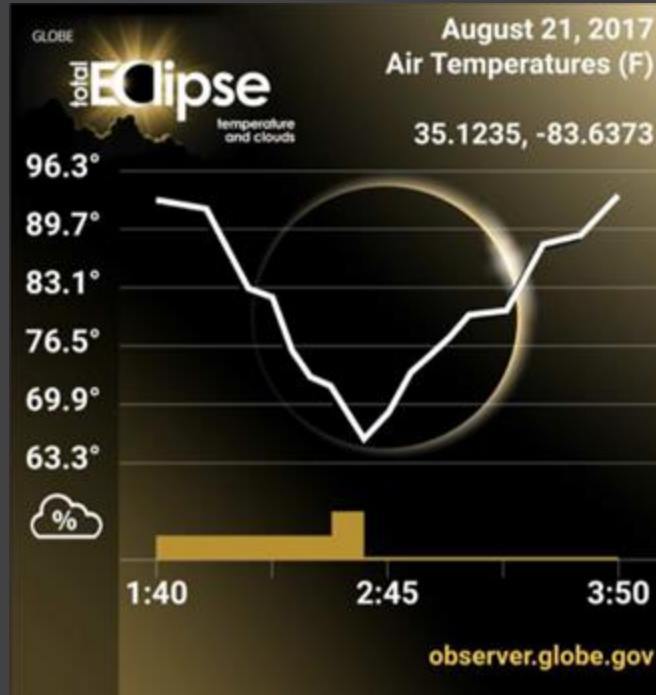 GLOBE
total Eclipse
temperature
and clouds
August 21, 2017
Air Temperatures (F)
35.1235, -83.6373
96.3°
89.7°
83.1°
76.5°
69.9°
63.3°
%
1:40 2:45 3:50
observer.globe.gov